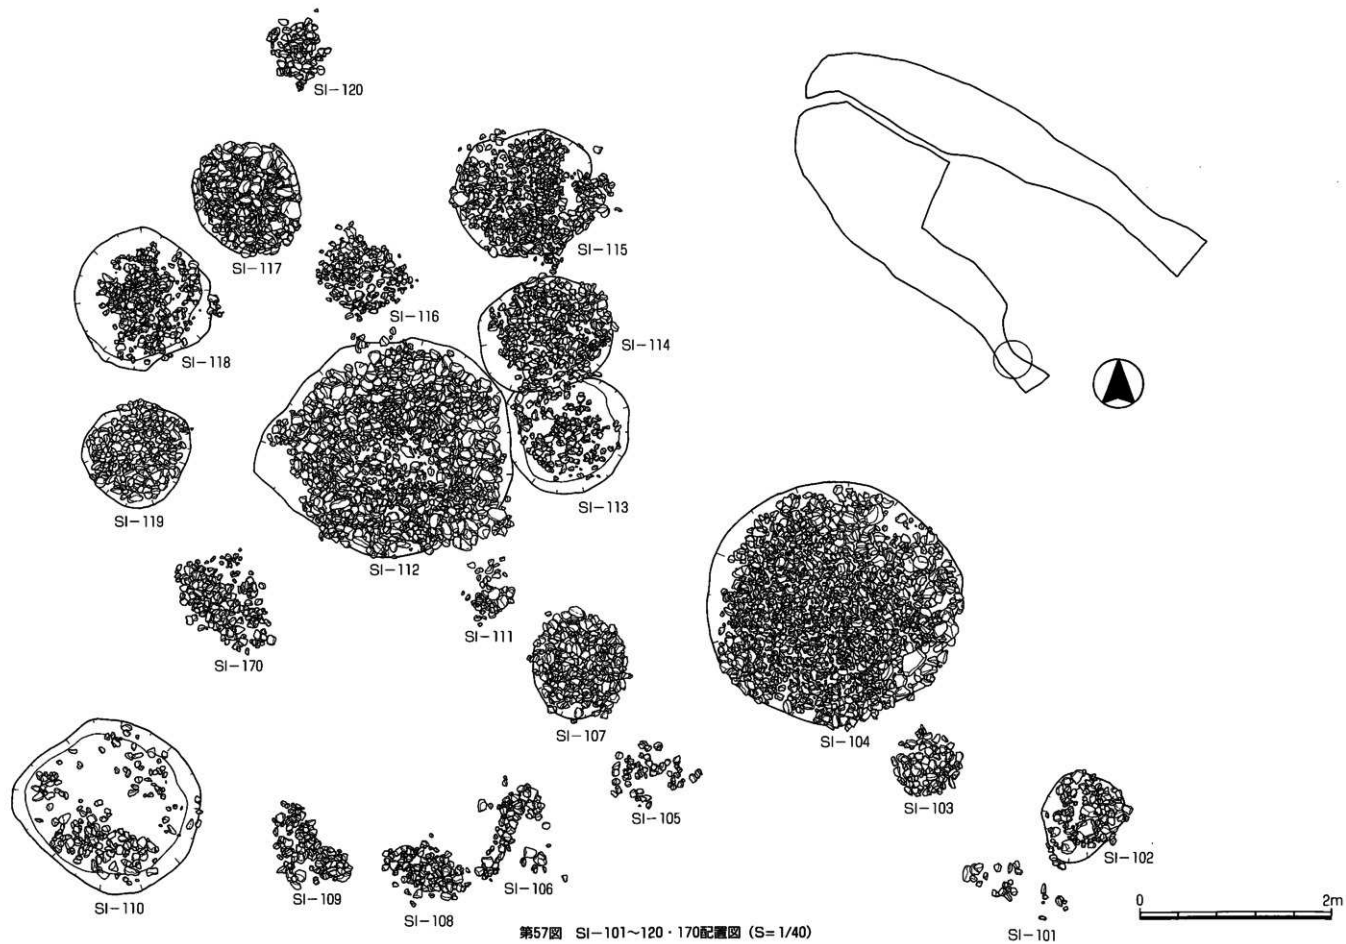 SI-120
SI-117
SI-115
SI-116
SI-114
SI-118
SI-119
SI-113
SI-112
SI-111
SI-170
SI-107
SI-104
SI-105
SI-103
SI-102
SI-106
SI-109
SI-108
SI-110
SI-101
0 2m
第57図 SI-101~120・170配置図 (S=1/40)